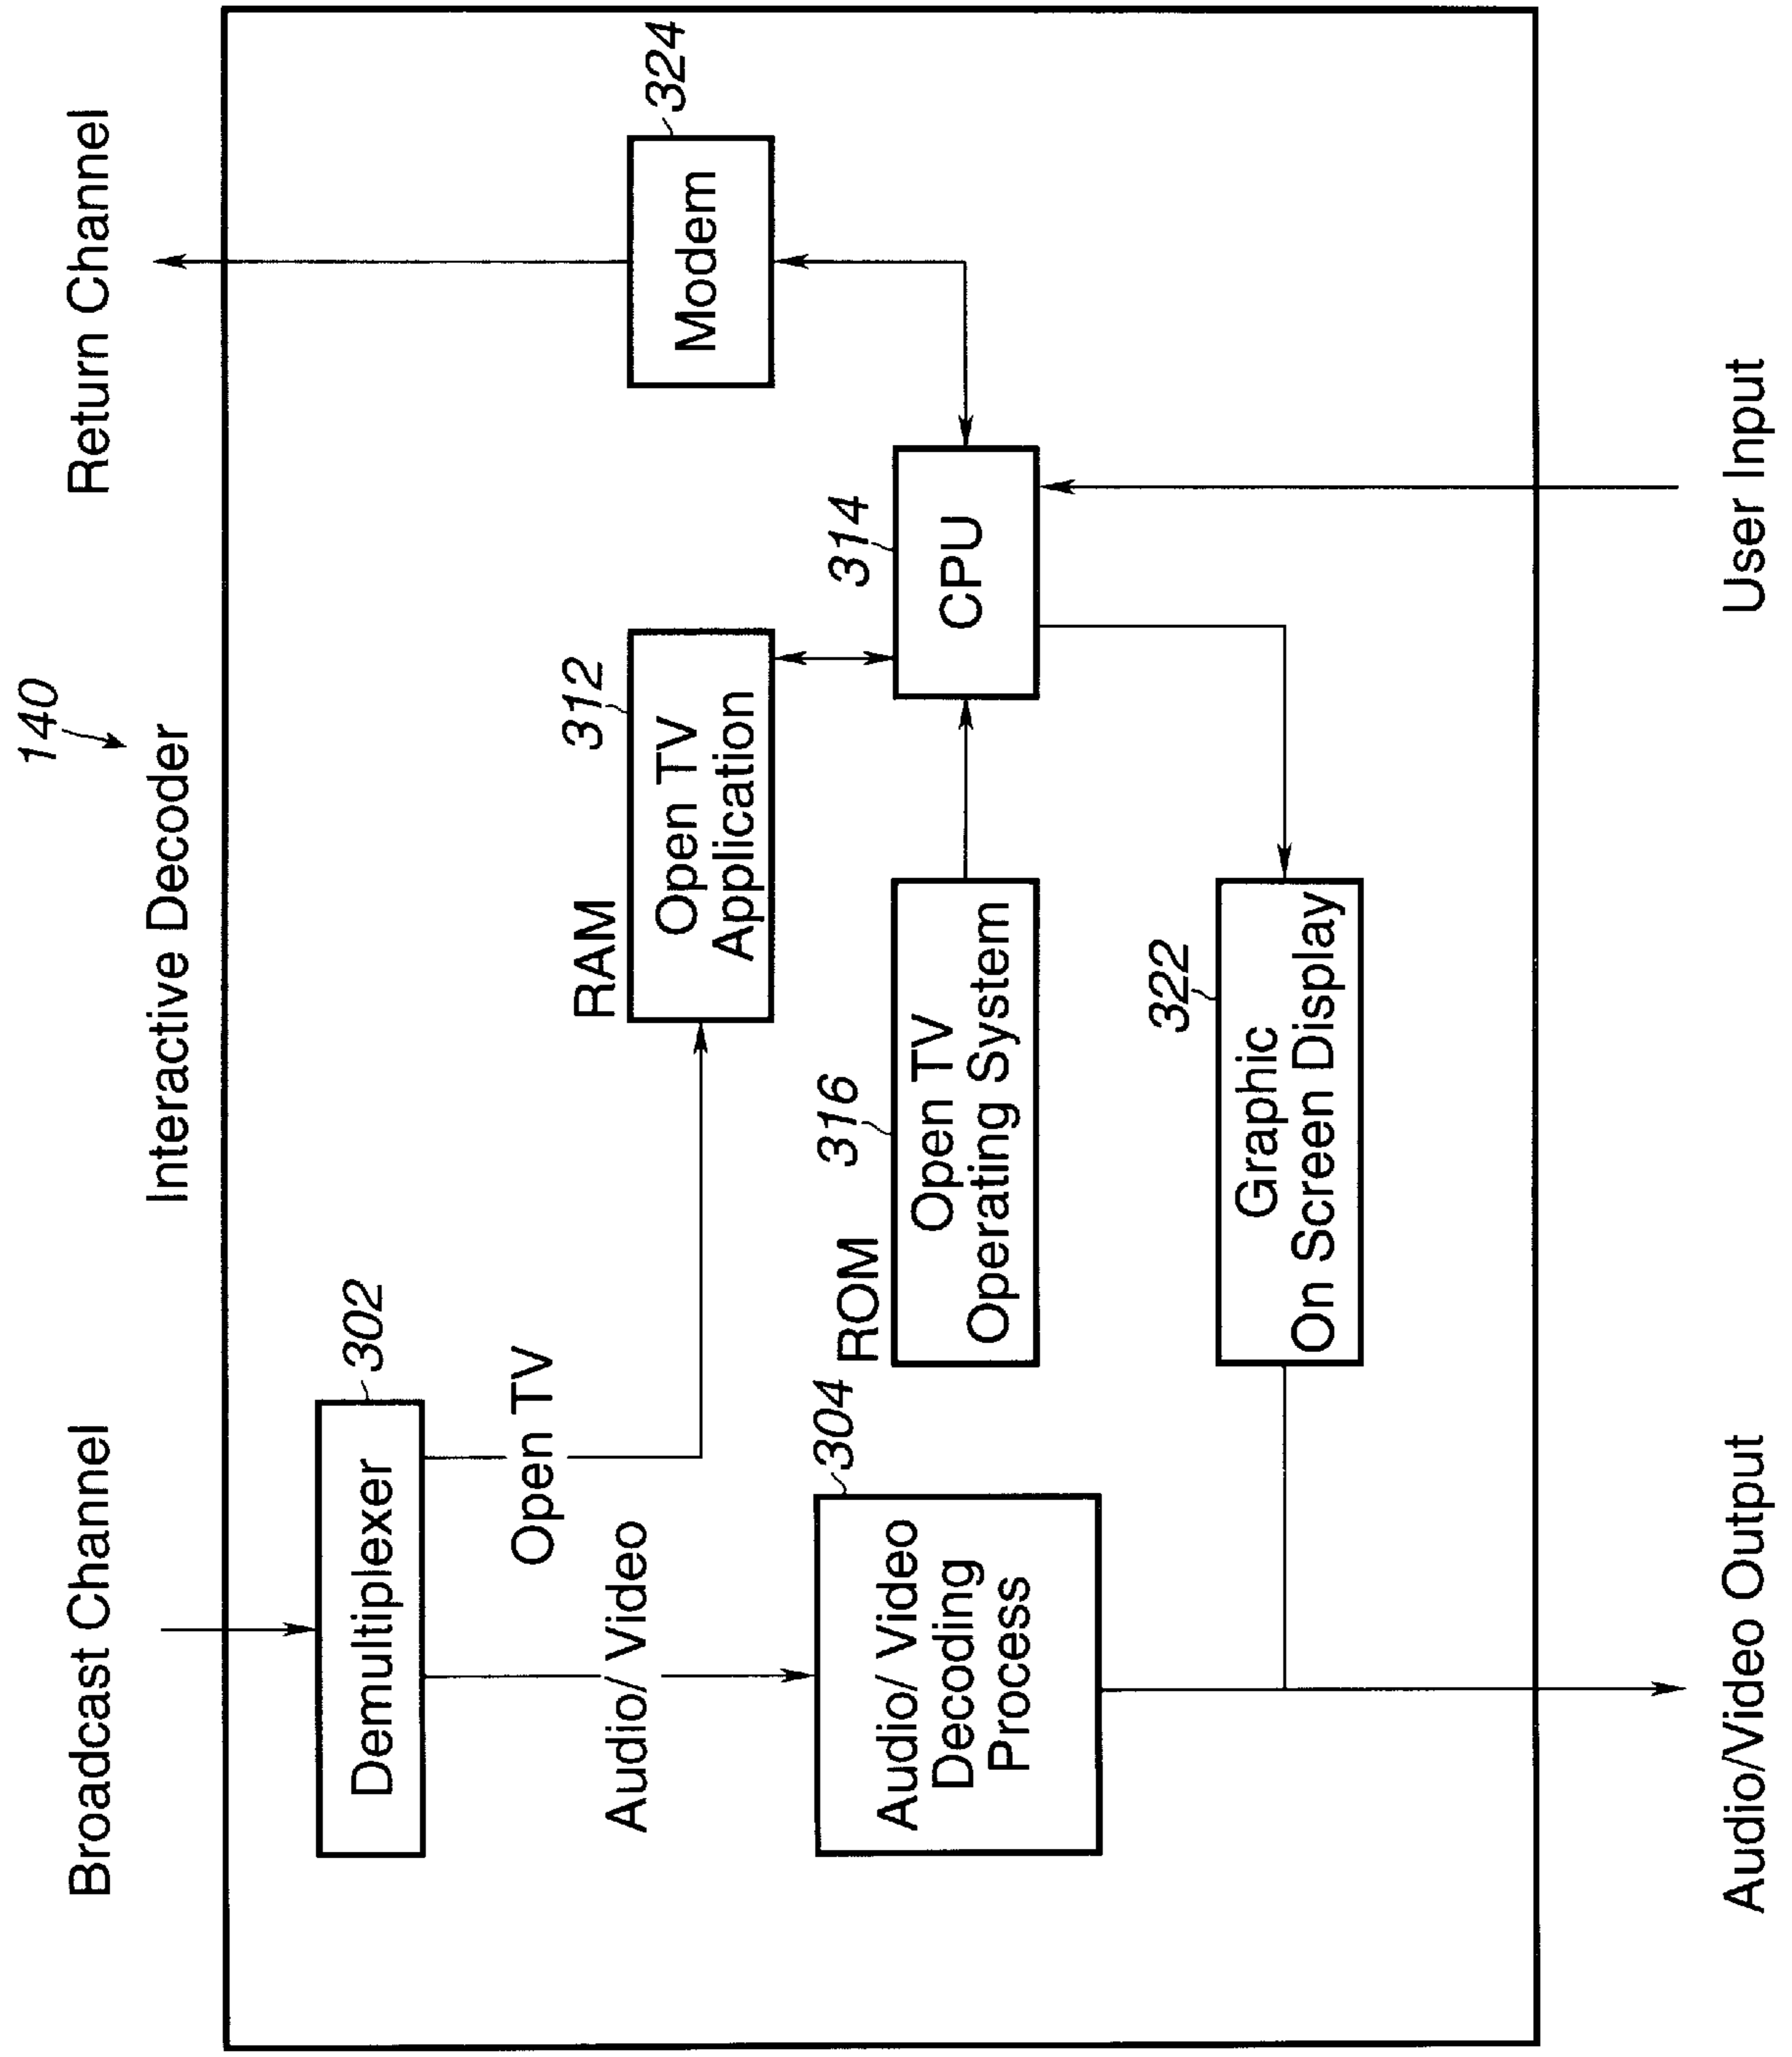 140
Interactive Decoder
Broadcast Channel
Return Channel
302
Demultiplexer
Open TV
Audio/ Video
RAM
312
Open TV
Application
324
Modem
304
Audio/ Video
Decoding
Process
ROM
316
Open TV
Operating System
314
CPU
322
Graphic
On Screen Display
Audio/Video Output
User Input